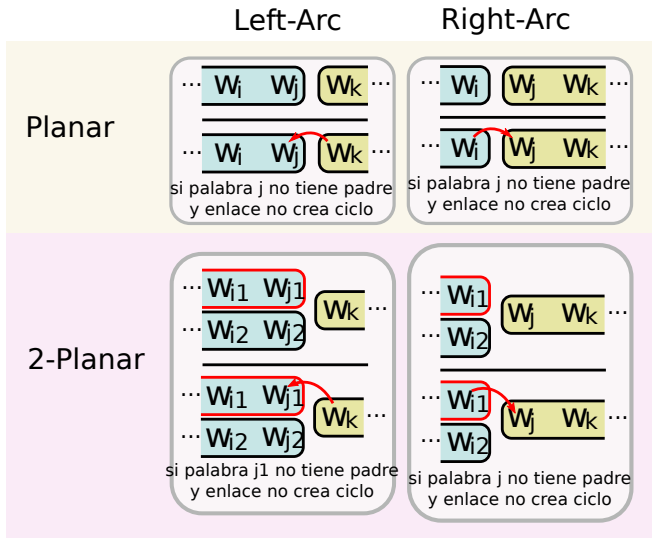 Left-Arc Right-Arc
Planar
··· wi wj wk ··· ··· wi wj wk ···
··· wi wj wk ··· ··· wi wj wk ···
si palabra j no tiene padre
y enlace no crea ciclo
si palabra j no tiene padre
y enlace no crea ciclo
2-Planar
··· wi1 wj1
··· wi2 wj2
wk ···
··· wi1
··· wi2
wj wk ···
··· wi1 wj1
··· wi2 wj2
wk ···
··· wi1
··· wi2
wj wk ···
si palabra j1 no tiene padre
y enlace no crea ciclo
si palabra j no tiene padre
y enlace no crea ciclo